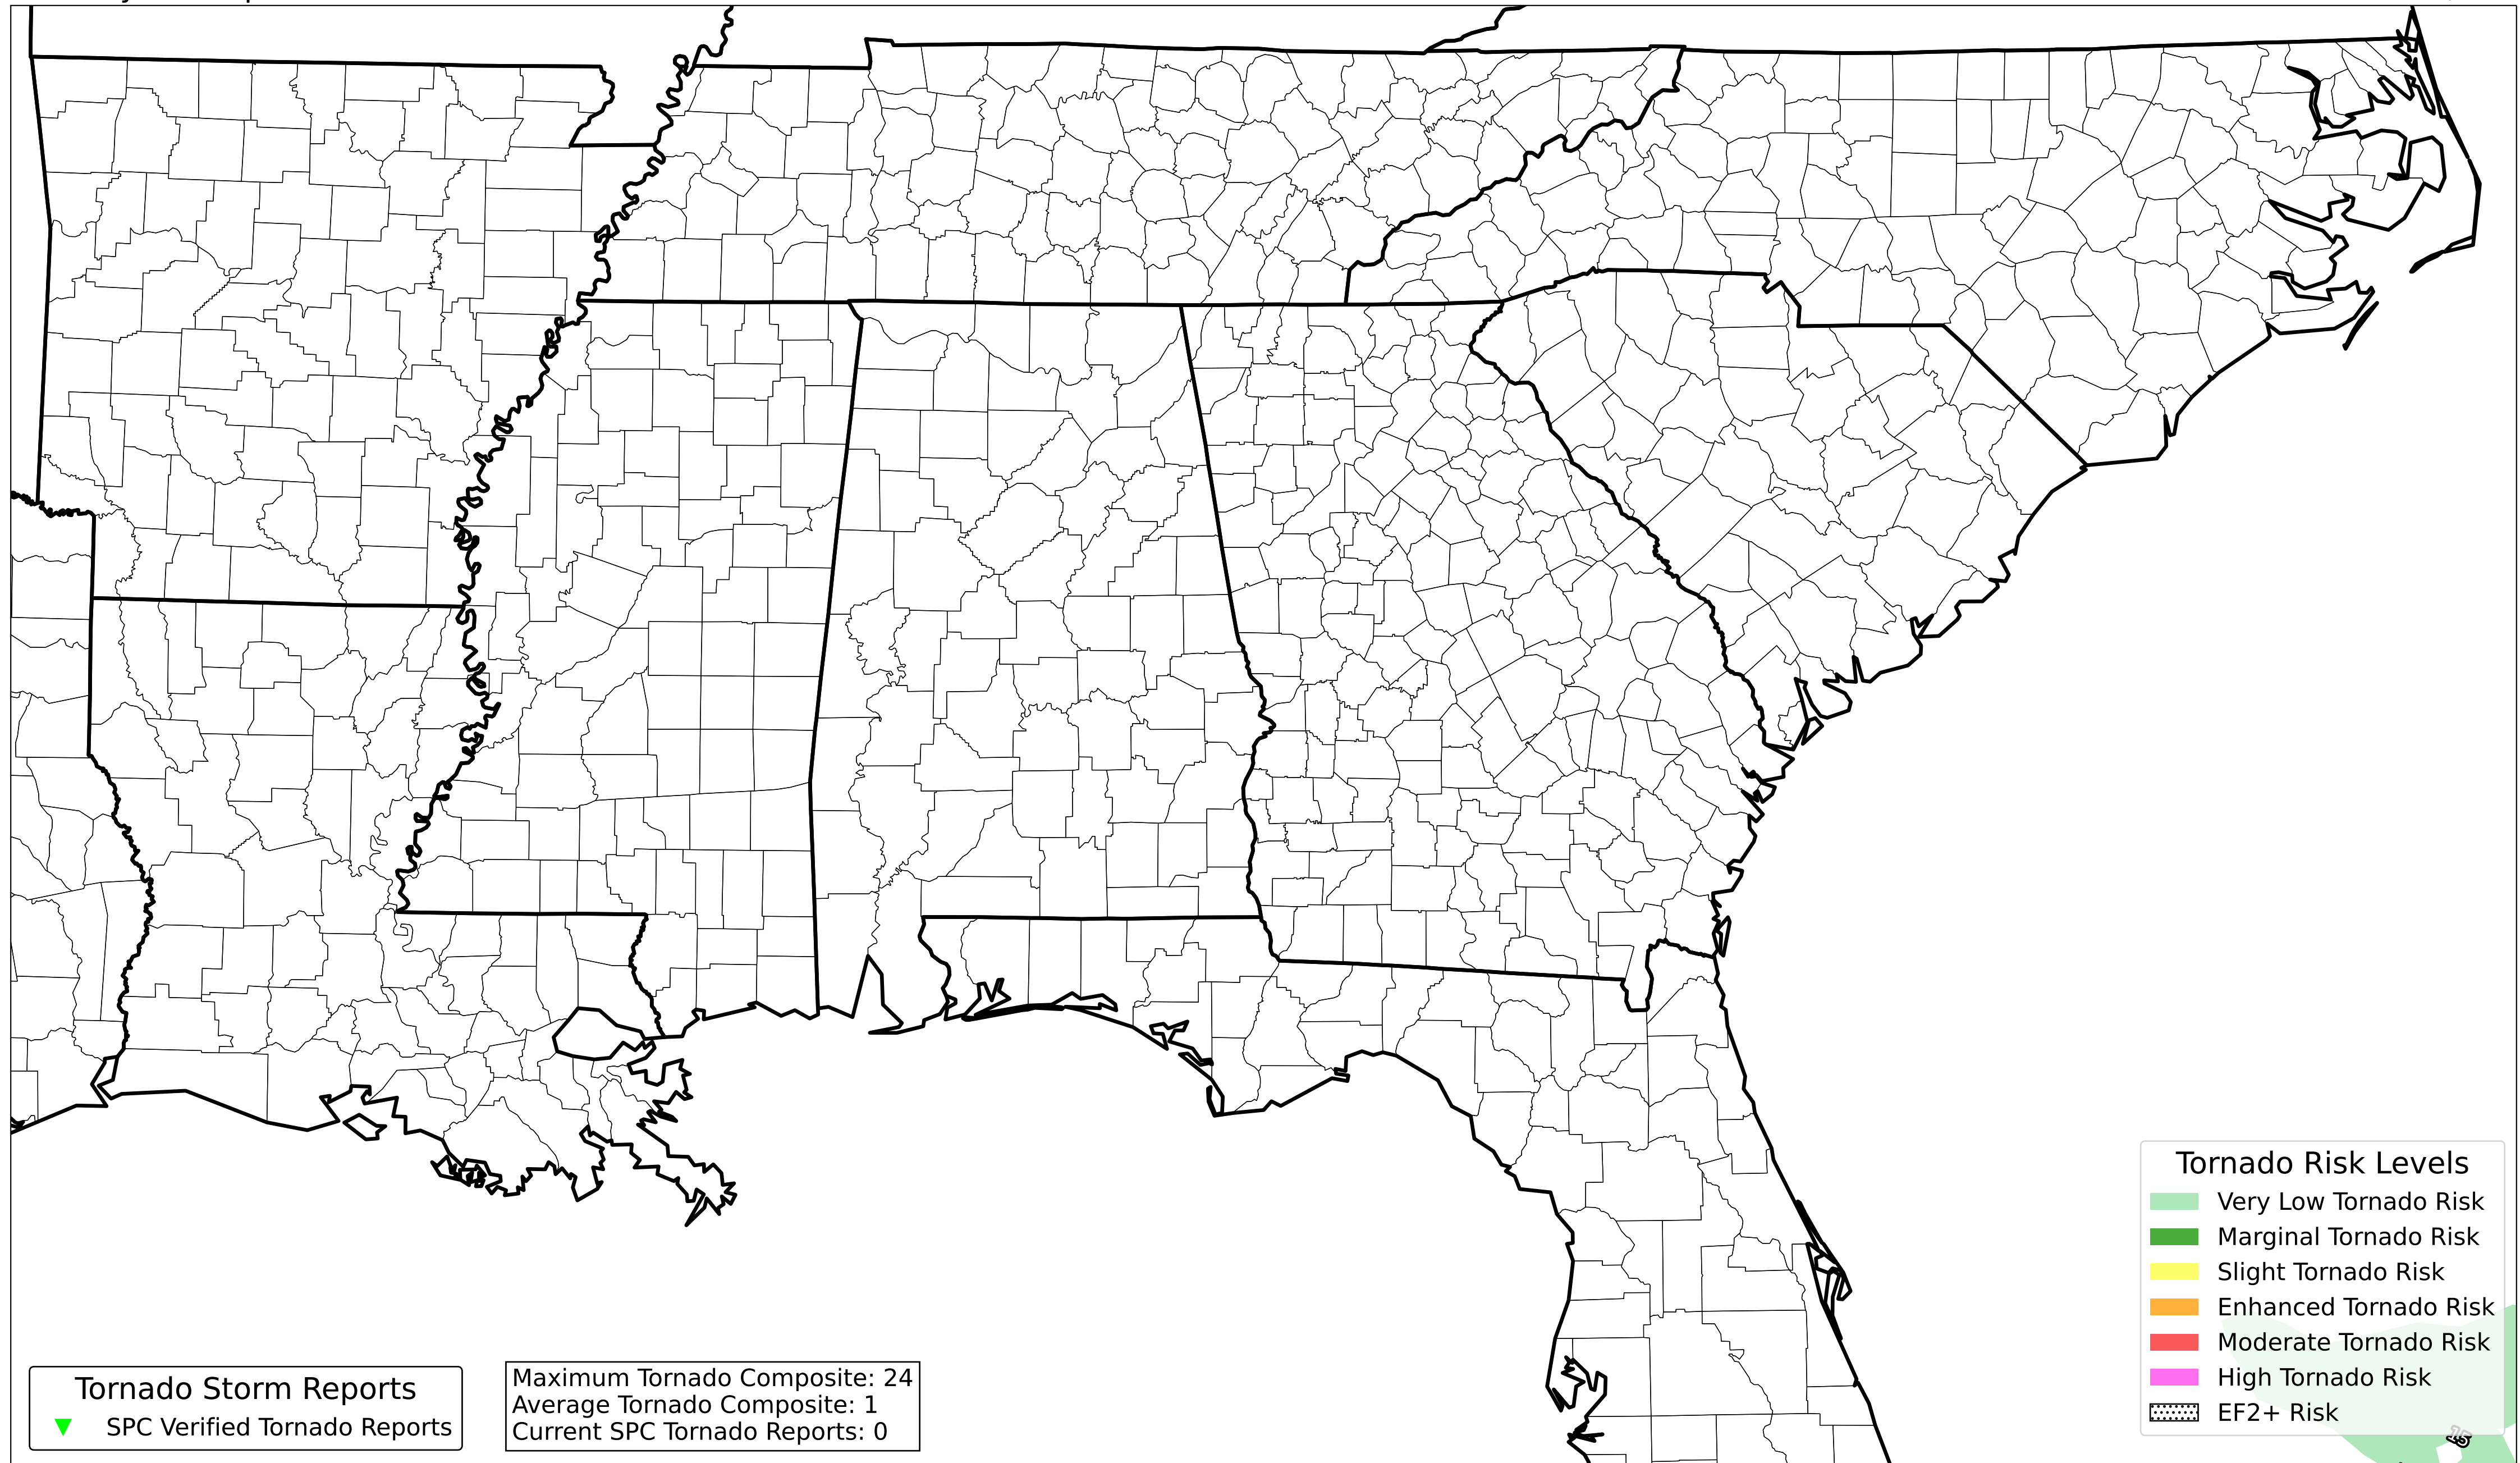 Tornado Risk Levels
Very Low Tornado Risk
Marginal Tornado Risk
Slight Tornado Risk
Enhanced Tornado Risk
Moderate Tornado Risk
High Tornado Risk
EF2+ Risk
Tornado Storm Reports
SPC Verified Tornado Reports
Maximum Tornado Composite: 24
Average Tornado Composite: 1
Current SPC Tornado Reports: 0
15